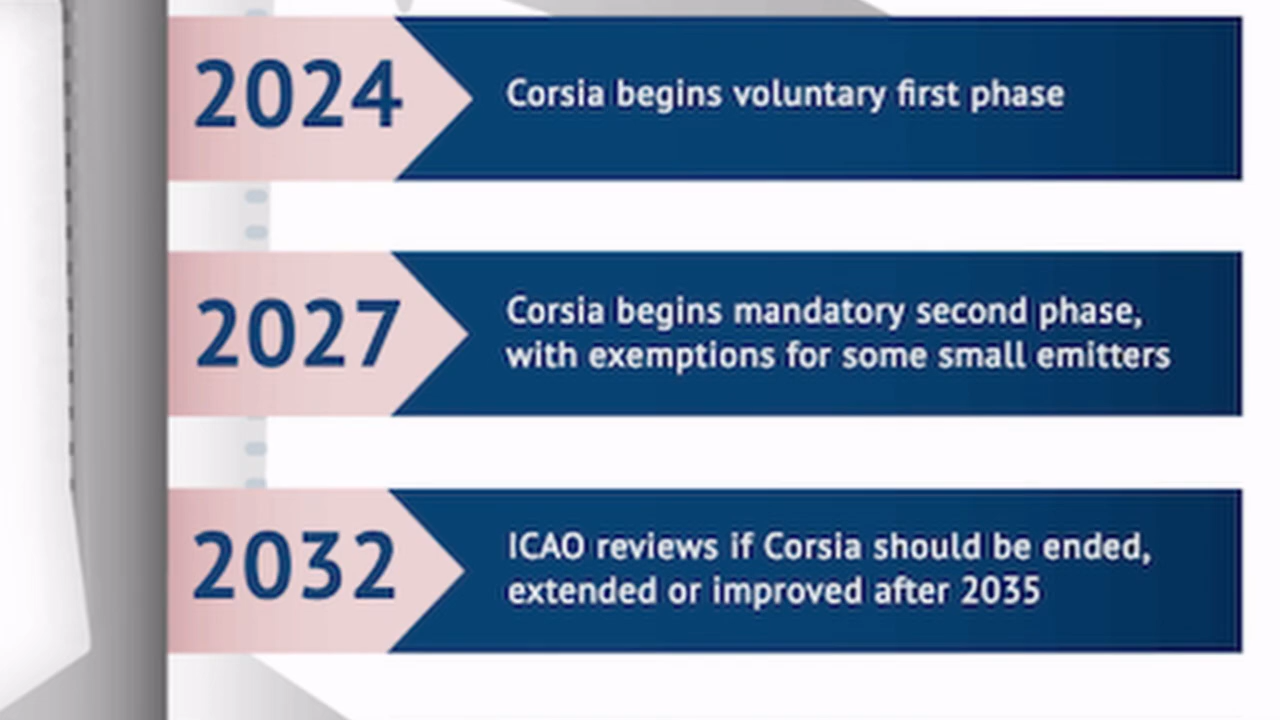 2024
Corsia begins voluntary first phase
2027
Corsia begins mandatory second phase,
with exemptions for some small emitters
2032
ICAO reviews if Corsia should be ended,
extended or improved after 2035